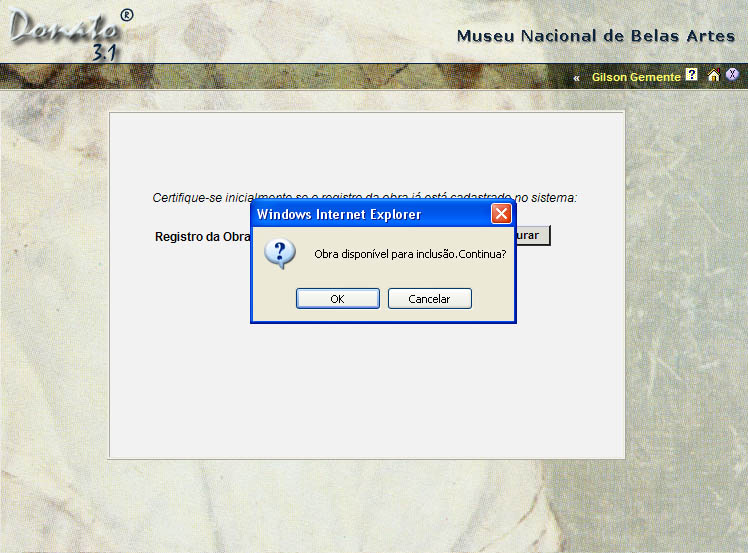 Donato®
3.1
Museu Nacional de Belas Artes
« Gilson Gemente ?
Certifique-se inicialmente se o registro da obra já está cadastrado no sistema:
Windows Internet Explorer
Registro da Obra
urar
Obra disponível para inclusão.Continua?
OK
Cancelar